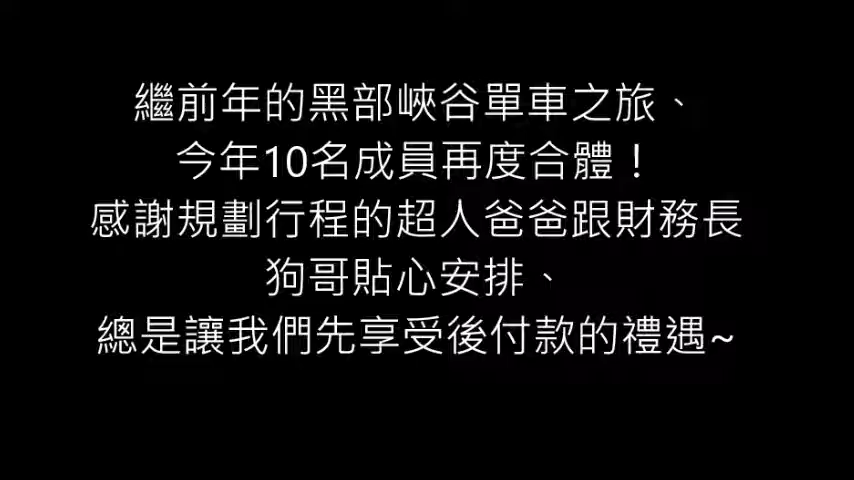 繼前年的黑部峽谷單車之旅、
今年10名成員再度合體！
感謝規劃行程的超人爸爸跟財務長
狗哥貼心安排、
總是讓我們先享受後付款的禮遇~